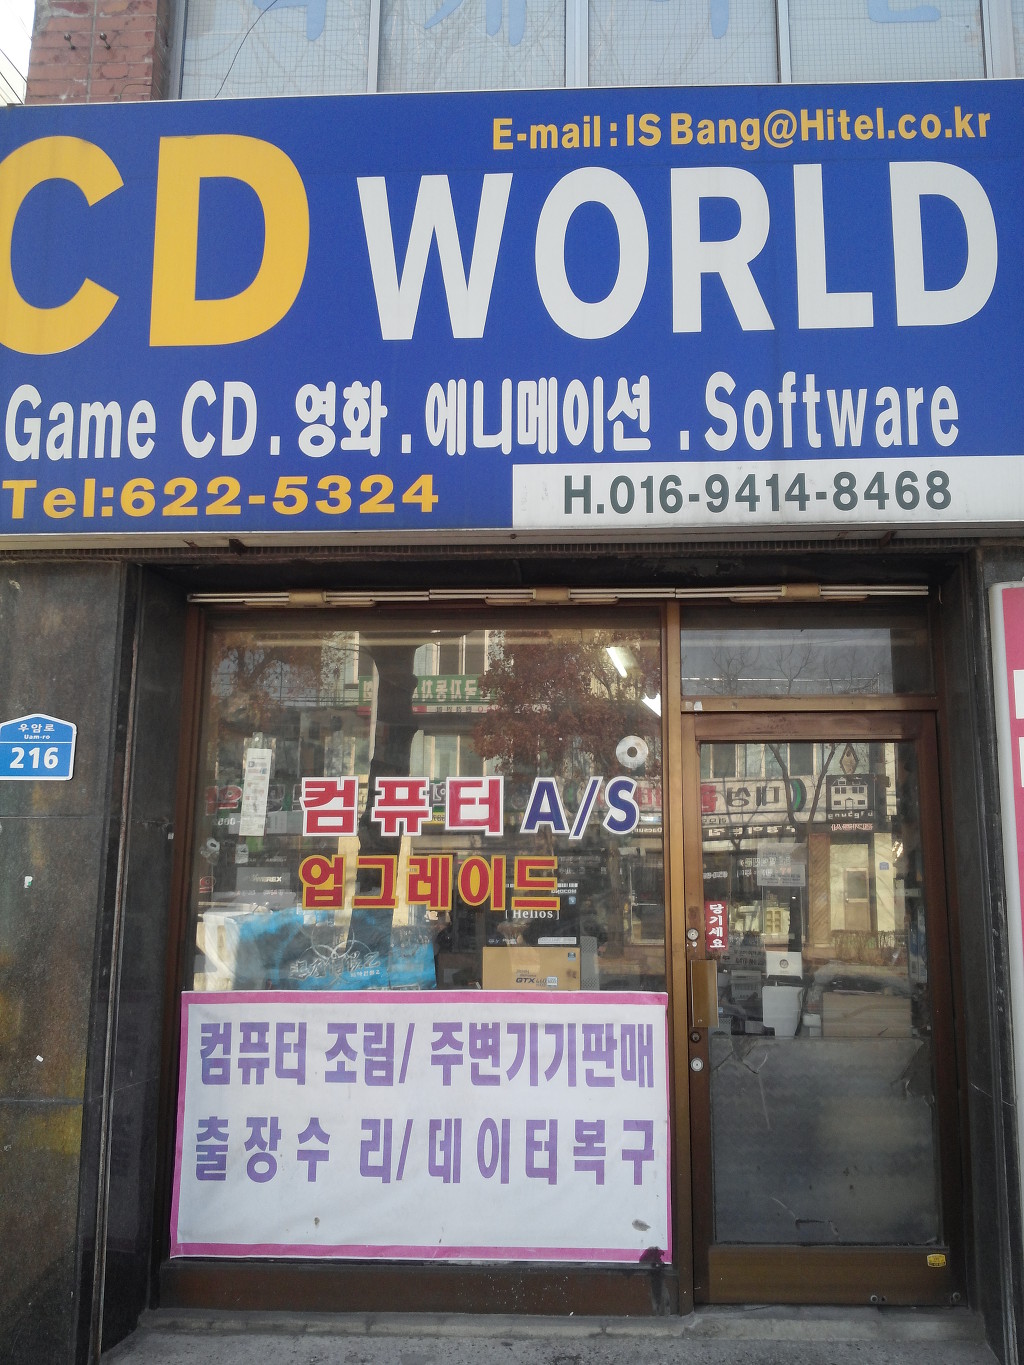 E-mail : IS Bang@Hitel.co.kr
CD WORLD
Game CD . 영화 . 에니메이션 . Software
Tel:622-5324
H.016-9414-8468
우암로
Uam-ro
216
컴퓨터 A/S
업그레이드
Helios
당기세요
GTX
컴퓨터 조립/ 주변기기판매
출장수리/데이터복구